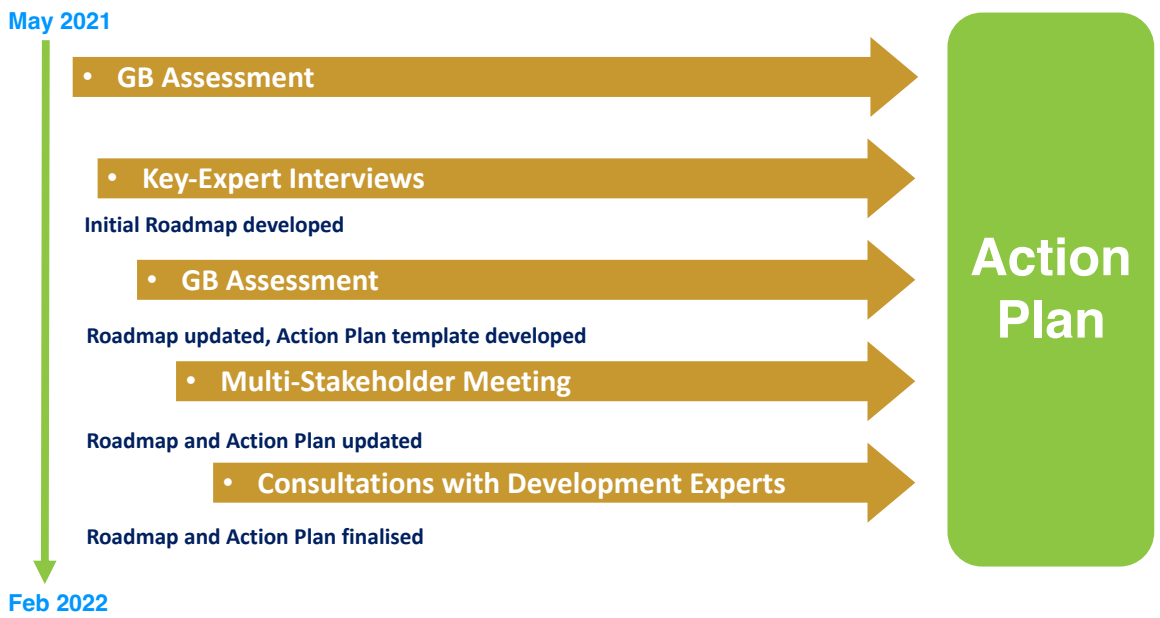 May 2021
• GB Assessment
• Key-Expert Interviews
Initial Roadmap developed
• GB Assessment
Roadmap updated, Action Plan template developed
• Multi-Stakeholder Meeting
Roadmap and Action Plan updated
• Consultations with Development Experts
Roadmap and Action Plan finalised
Feb 2022
Action
Plan